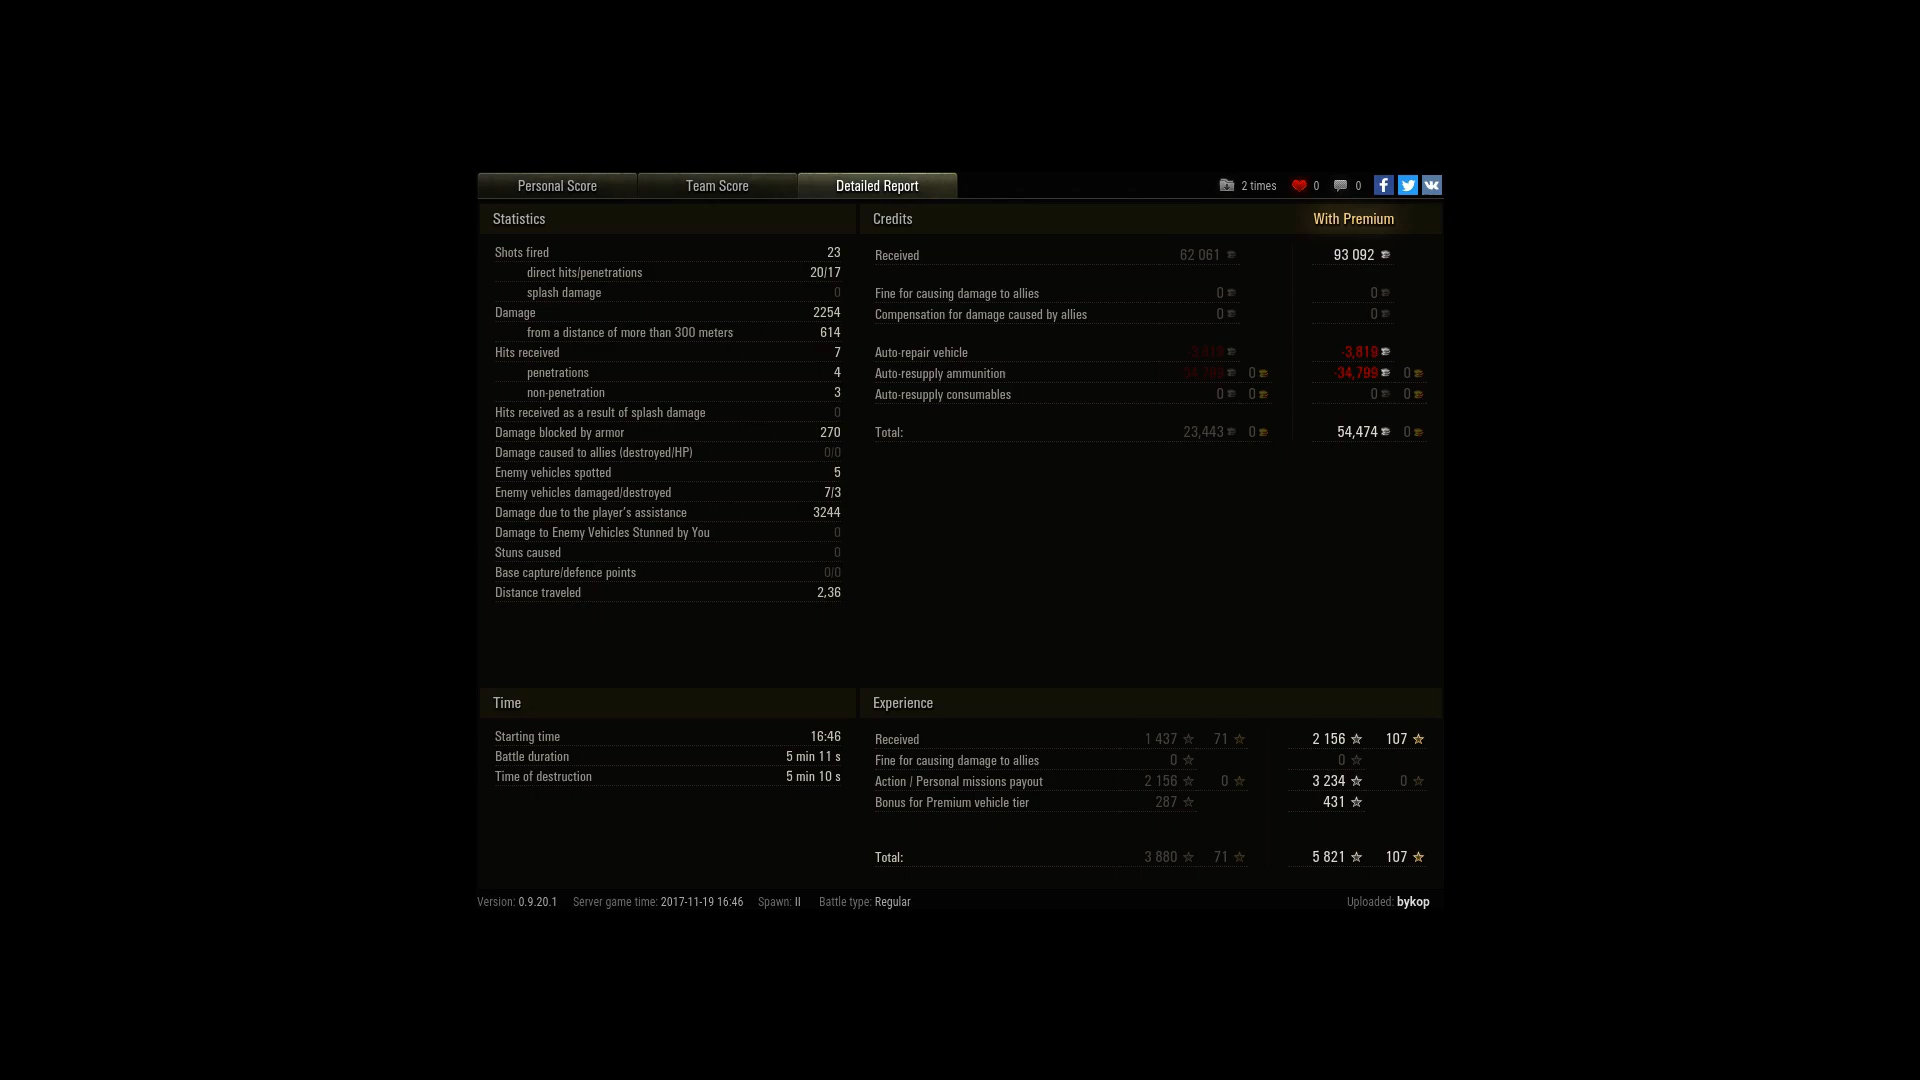 Personal Score Team Score Detailed Report 2 times 0 0
Statistics
Shots fired 23
direct hits/penetrations 20/17
splash damage 0
Damage 2254
from a distance of more than 300 meters 614
Hits received 7
penetrations 4
non-penetration 3
Hits received as a result of splash damage 0
Damage blocked by armor 270
Damage caused to allies (destroyed/HP) 0/0
Enemy vehicles spotted 5
Enemy vehicles damaged/destroyed 7/3
Damage due to the player's assistance 3244
Damage to Enemy Vehicles Stunned by You 0
Stuns caused 0
Base capture/defence points 0/0
Distance traveled 2,36
Credits With Premium
Received 62 061 93 092
Fine for causing damage to allies 0 0
Compensation for damage caused by allies 0 0
Auto-repair vehicle -3,819 -3,819
Auto-resupply ammunition -34,799 0 -34,799 0
Auto-resupply consumables 0 0 0 0
Total: 23,443 0 54,474 0
Time
Starting time 16:46
Battle duration 5 min 11 s
Time of destruction 5 min 10 s
Experience
Received 1 437 71 2 156 107
Fine for causing damage to allies 0 0
Action / Personal missions payout 2 156 0 3 234 0
Bonus for Premium vehicle tier 287 431
Total: 3 880 71 5 821 107
Version: 0.9.20.1 Server game time: 2017-11-19 16:46 Spawn: II Battle type: Regular Uploaded: bykop